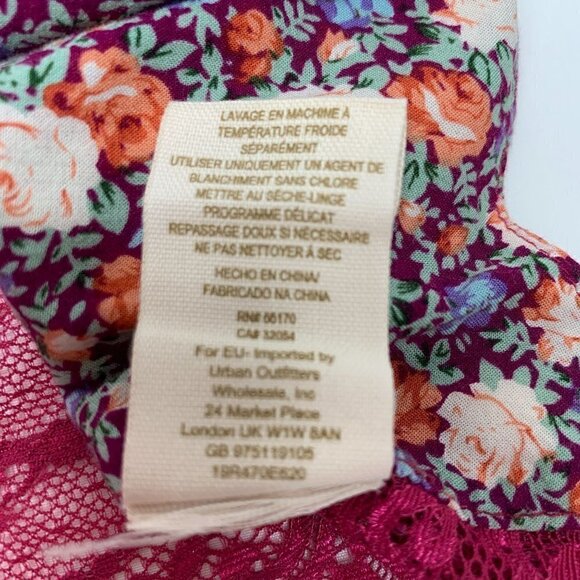 LAVAGE EN MACHINE À
TEMPÉRATURE FROIDE
SÉPARÉMENT
UTILISER UNIQUEMENT UN AGENT DE
BLANCHIMENT SANS CHLORE
METTRE AU SÈCHE-LINGE
PROGRAMME DÉLICAT
REPASSAGE DOUX SI NÉCESSAIRE
NE PAS NETTOYER À SEC
HECHO EN CHINA/
FABRICADO NA CHINA
RN# 66170
CA# 32054
For EU- Imported by
Urban Outfitters
Wholesale, Inc
24 Market Place
London UK W1W 8AN
GB 975119105
19R470E620